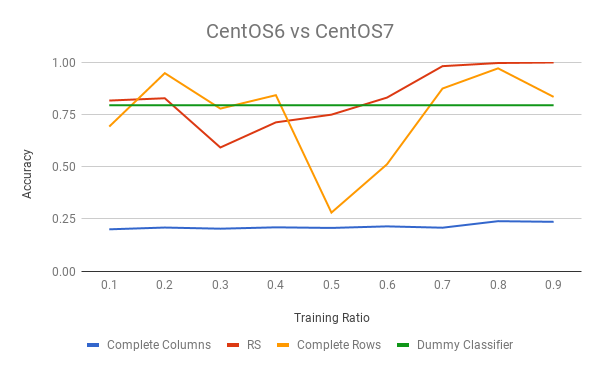 CentOS6 vs CentOS7
1.00
0.75
0.50
0.25
0.00
Accuracy
0.1 0.2 0.3 0.4 0.5 0.6 0.7 0.8 0.9
Training Ratio
Complete Columns RS Complete Rows Dummy Classifier